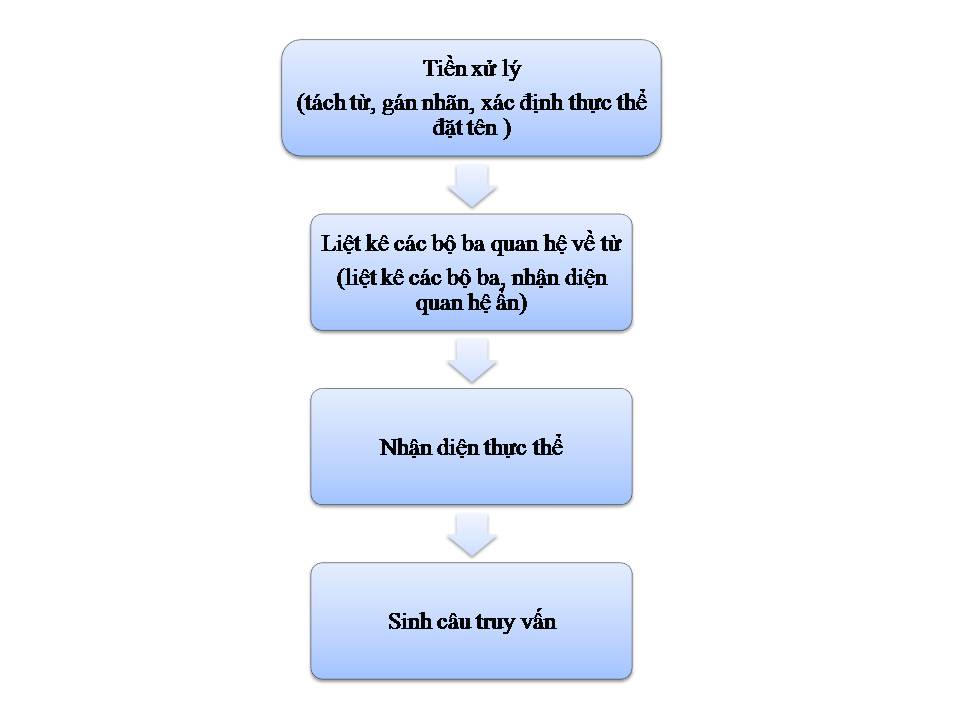 Tiền xử lý
(tách từ, gán nhãn, xác định thực thể
đặt tên )
Liệt kê các bộ ba quan hệ về từ
(liệt kê các bộ ba, nhận diện
quan hệ ẩn)
Nhận diện thực thể
Sinh câu truy vấn